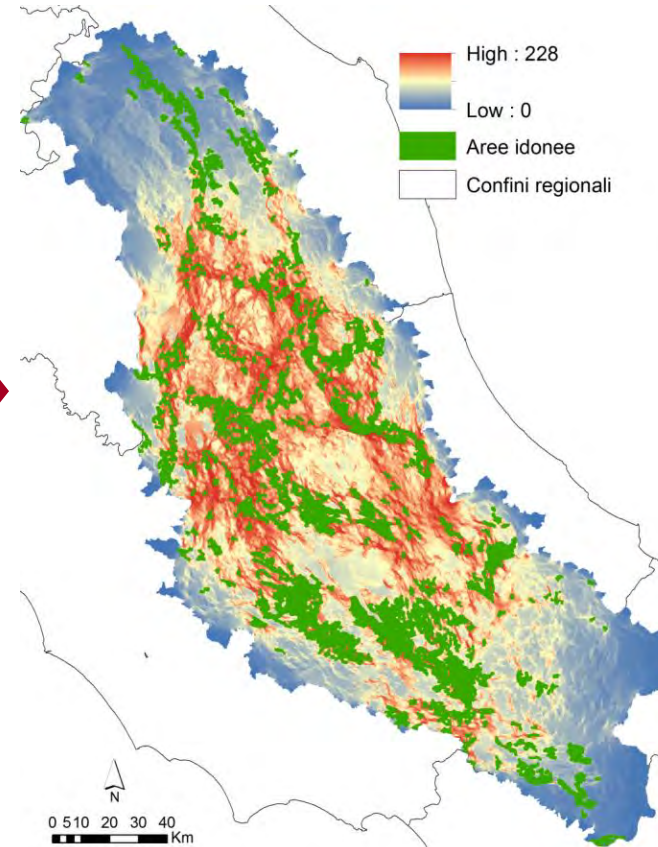 High : 228
Low : 0
Aree idonee
Confini regionali
N
0 5 10 20 30 40
Km